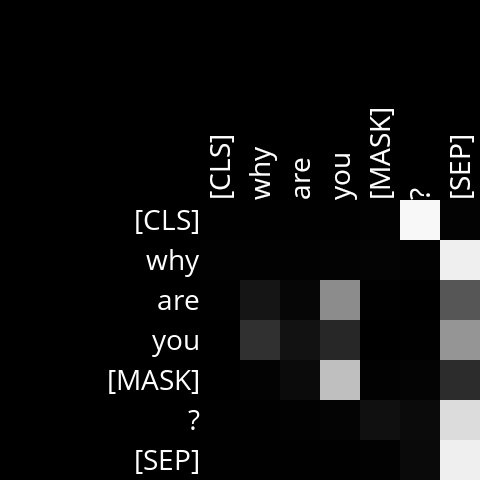 [CLS] why are you [MASK] ? [SEP]
[CLS]
why
are
you
[MASK]
?
[SEP]